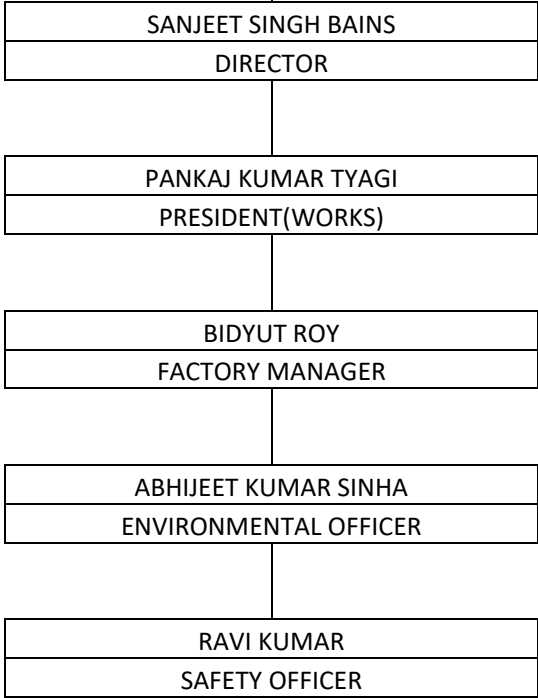 SANJEET SINGH BAINS
DIRECTOR
PANKAJ KUMAR TYAGI
PRESIDENT(WORKS)
BIDYUT ROY
FACTORY MANAGER
ABHIJEET KUMAR SINHA
ENVIRONMENTAL OFFICER
RAVI KUMAR
SAFETY OFFICER